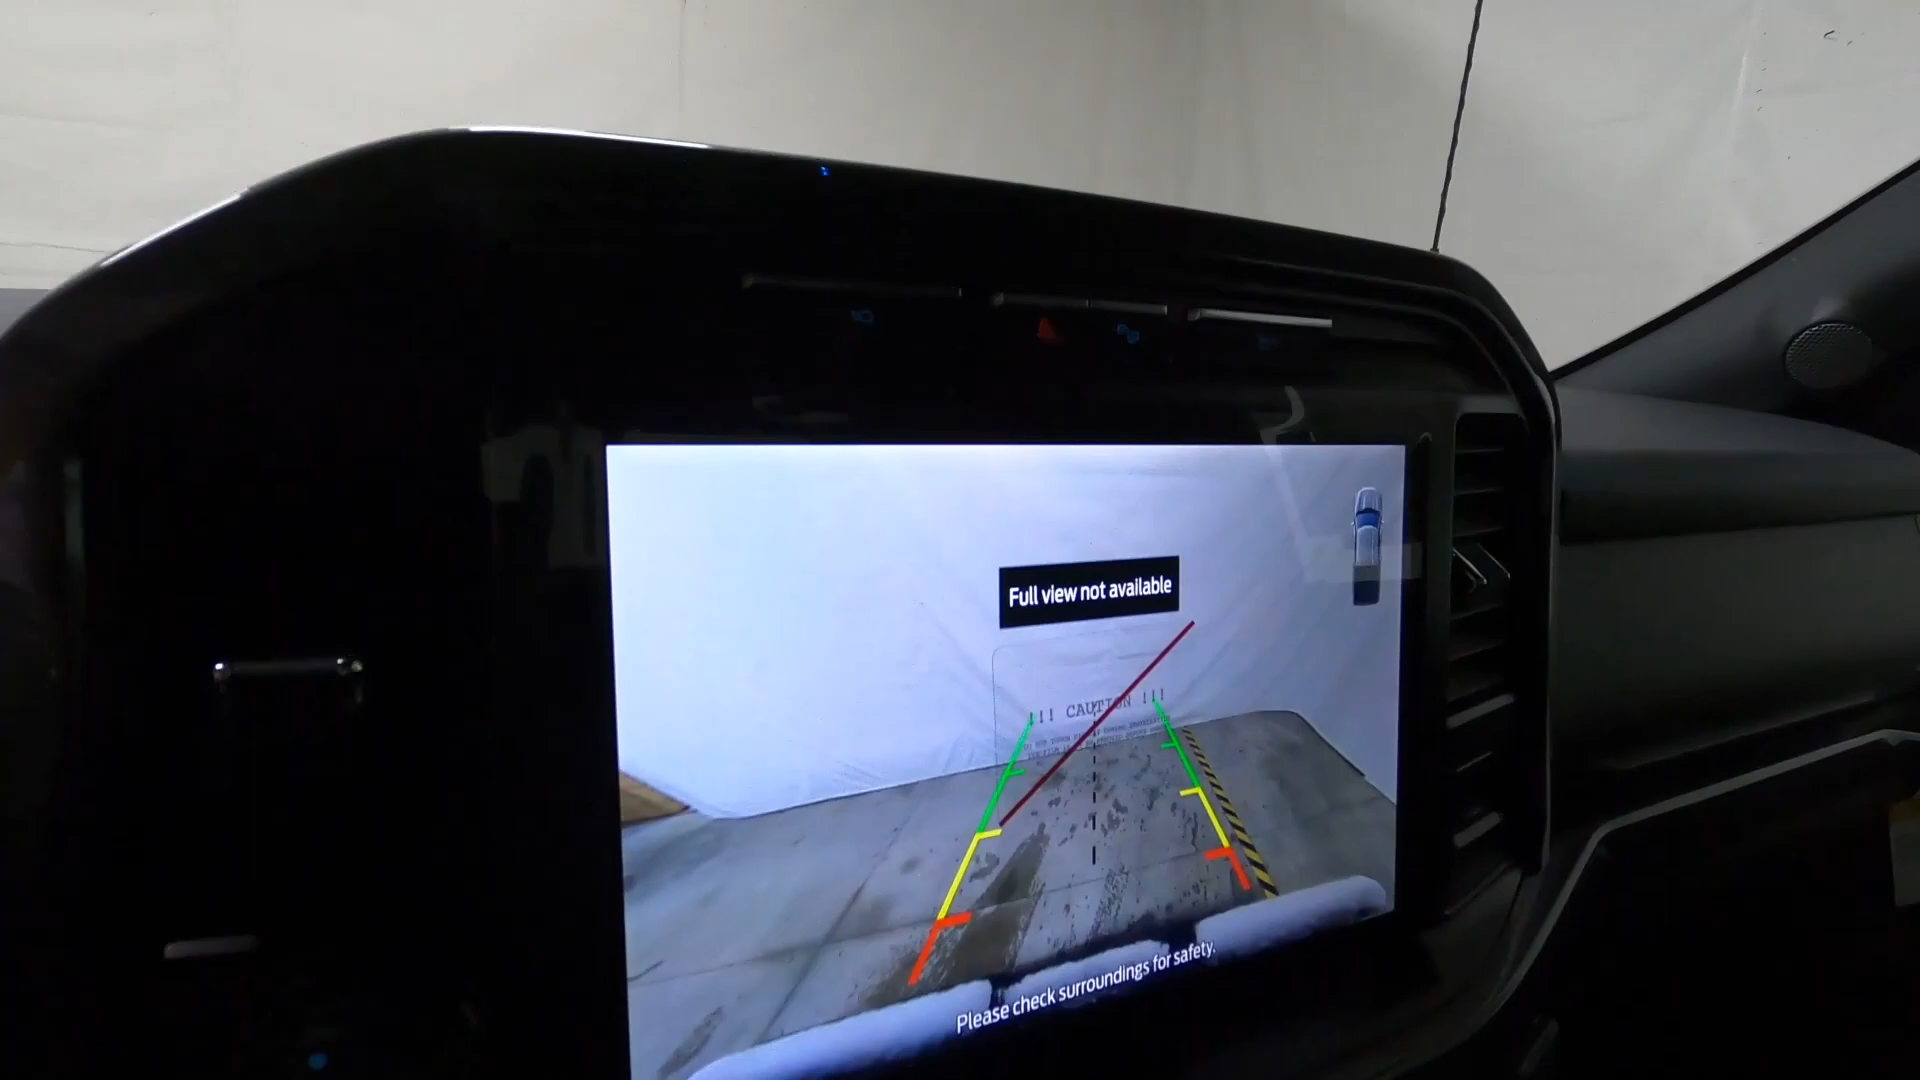 Full view not available
!!! CAUTION !!!
Please check surroundings for safety.